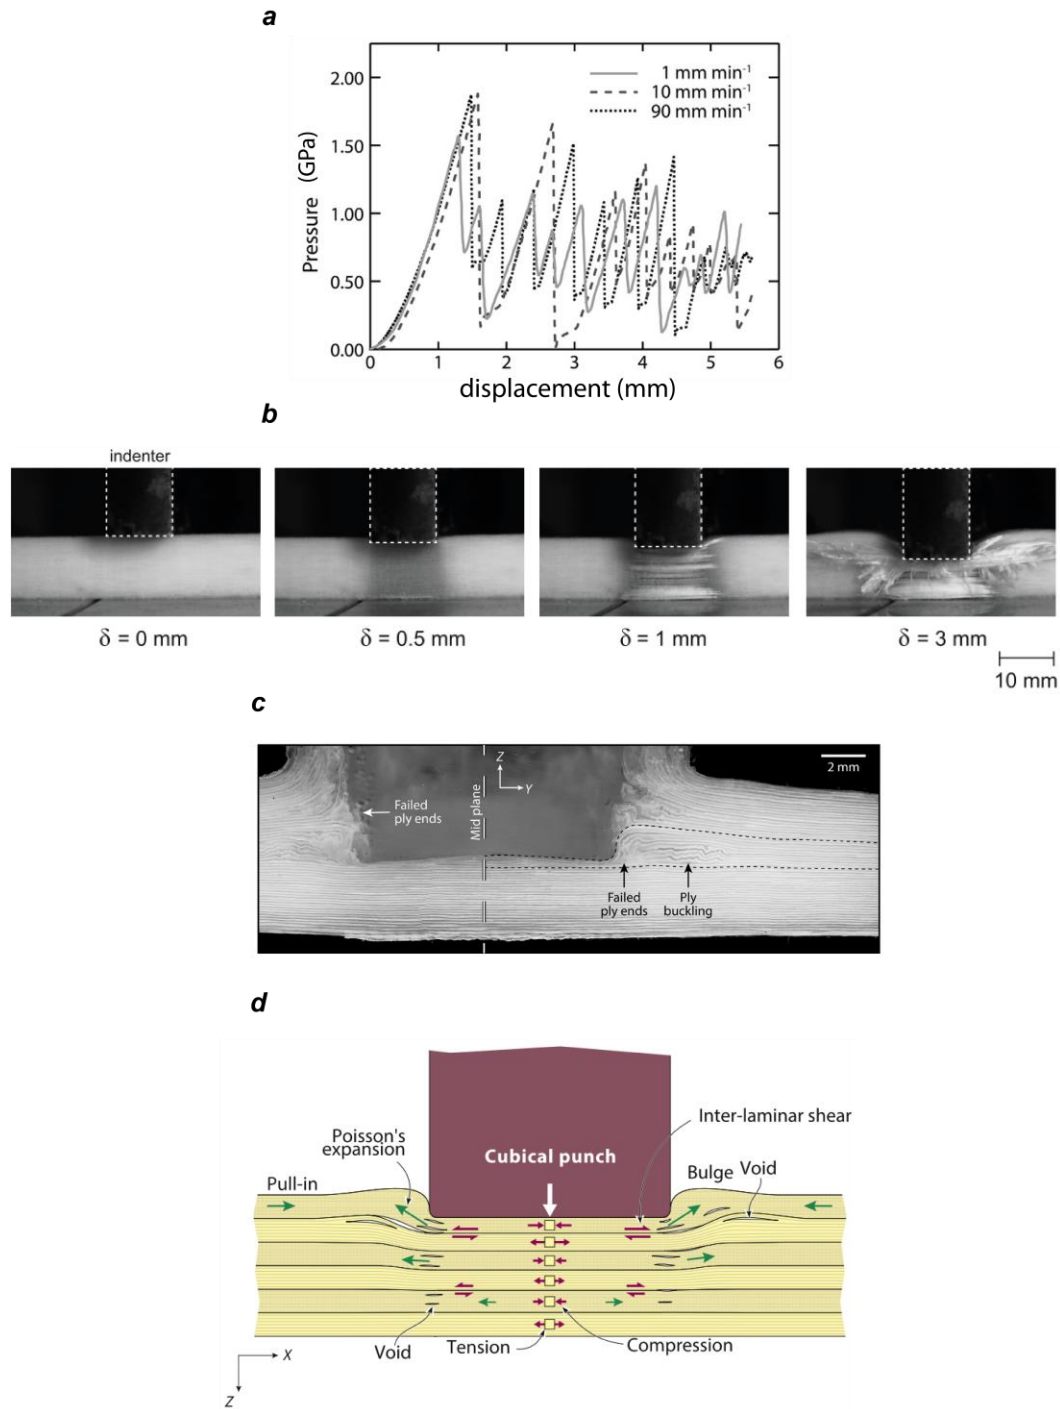 a
2.00
1.50
1.00
0.50
0.00
Pressure (GPa)
1 mm min-1
10 mm min-1
90 mm min-1
0 1 2 3 4 5 6
displacement (mm)
b
indenter
δ = 0 mm
δ = 0.5 mm
δ = 1 mm
δ = 3 mm
10 mm
c
Z
Y
2 mm
Mid plane
Failed
ply ends
Failed
ply ends
Ply
buckling
d
Inter-laminar shear
Poisson's
expansion
Cubical punch
Pull-in
Bulge
Void
Void
Tension
Compression
X
Z